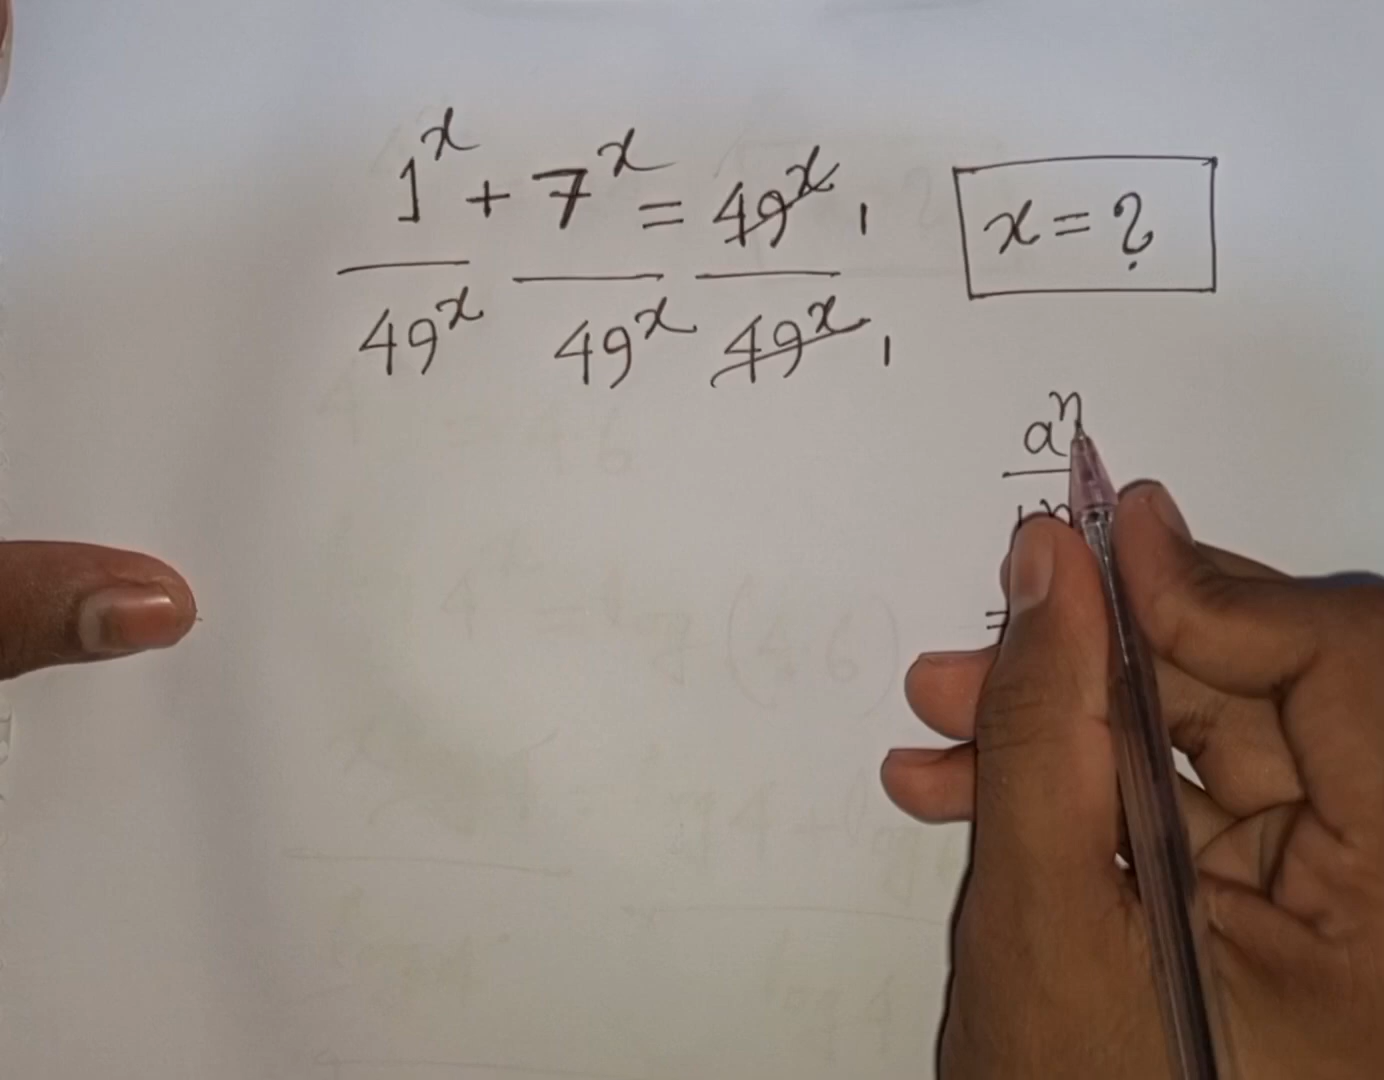 1^x + 7^x = 49^x, x = ?
49^x 49^x 49^x,
a^n
=